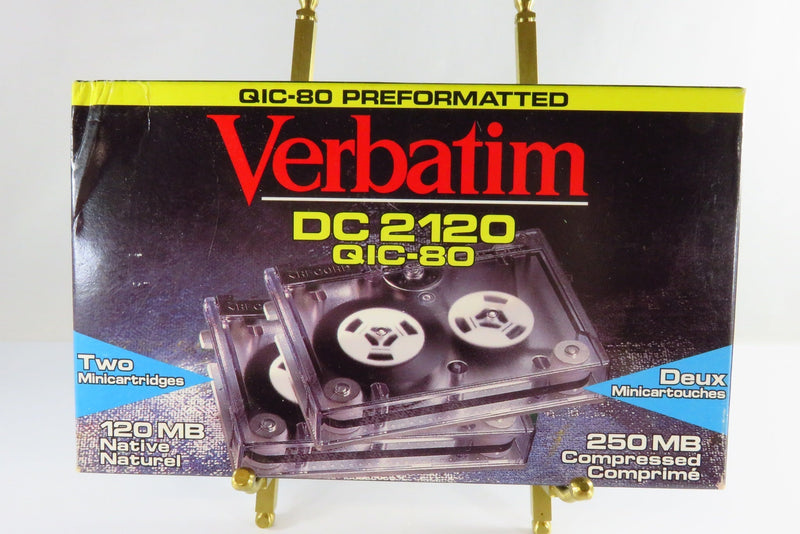 QIC-80 PREFORMATTED
Verbatim
DC 2120
QIC-80
RECORD
Two
Minicartridges
Deux
Minicartouches
120 MB
Native
Naturel
250 MB
Compressed
Comprimé